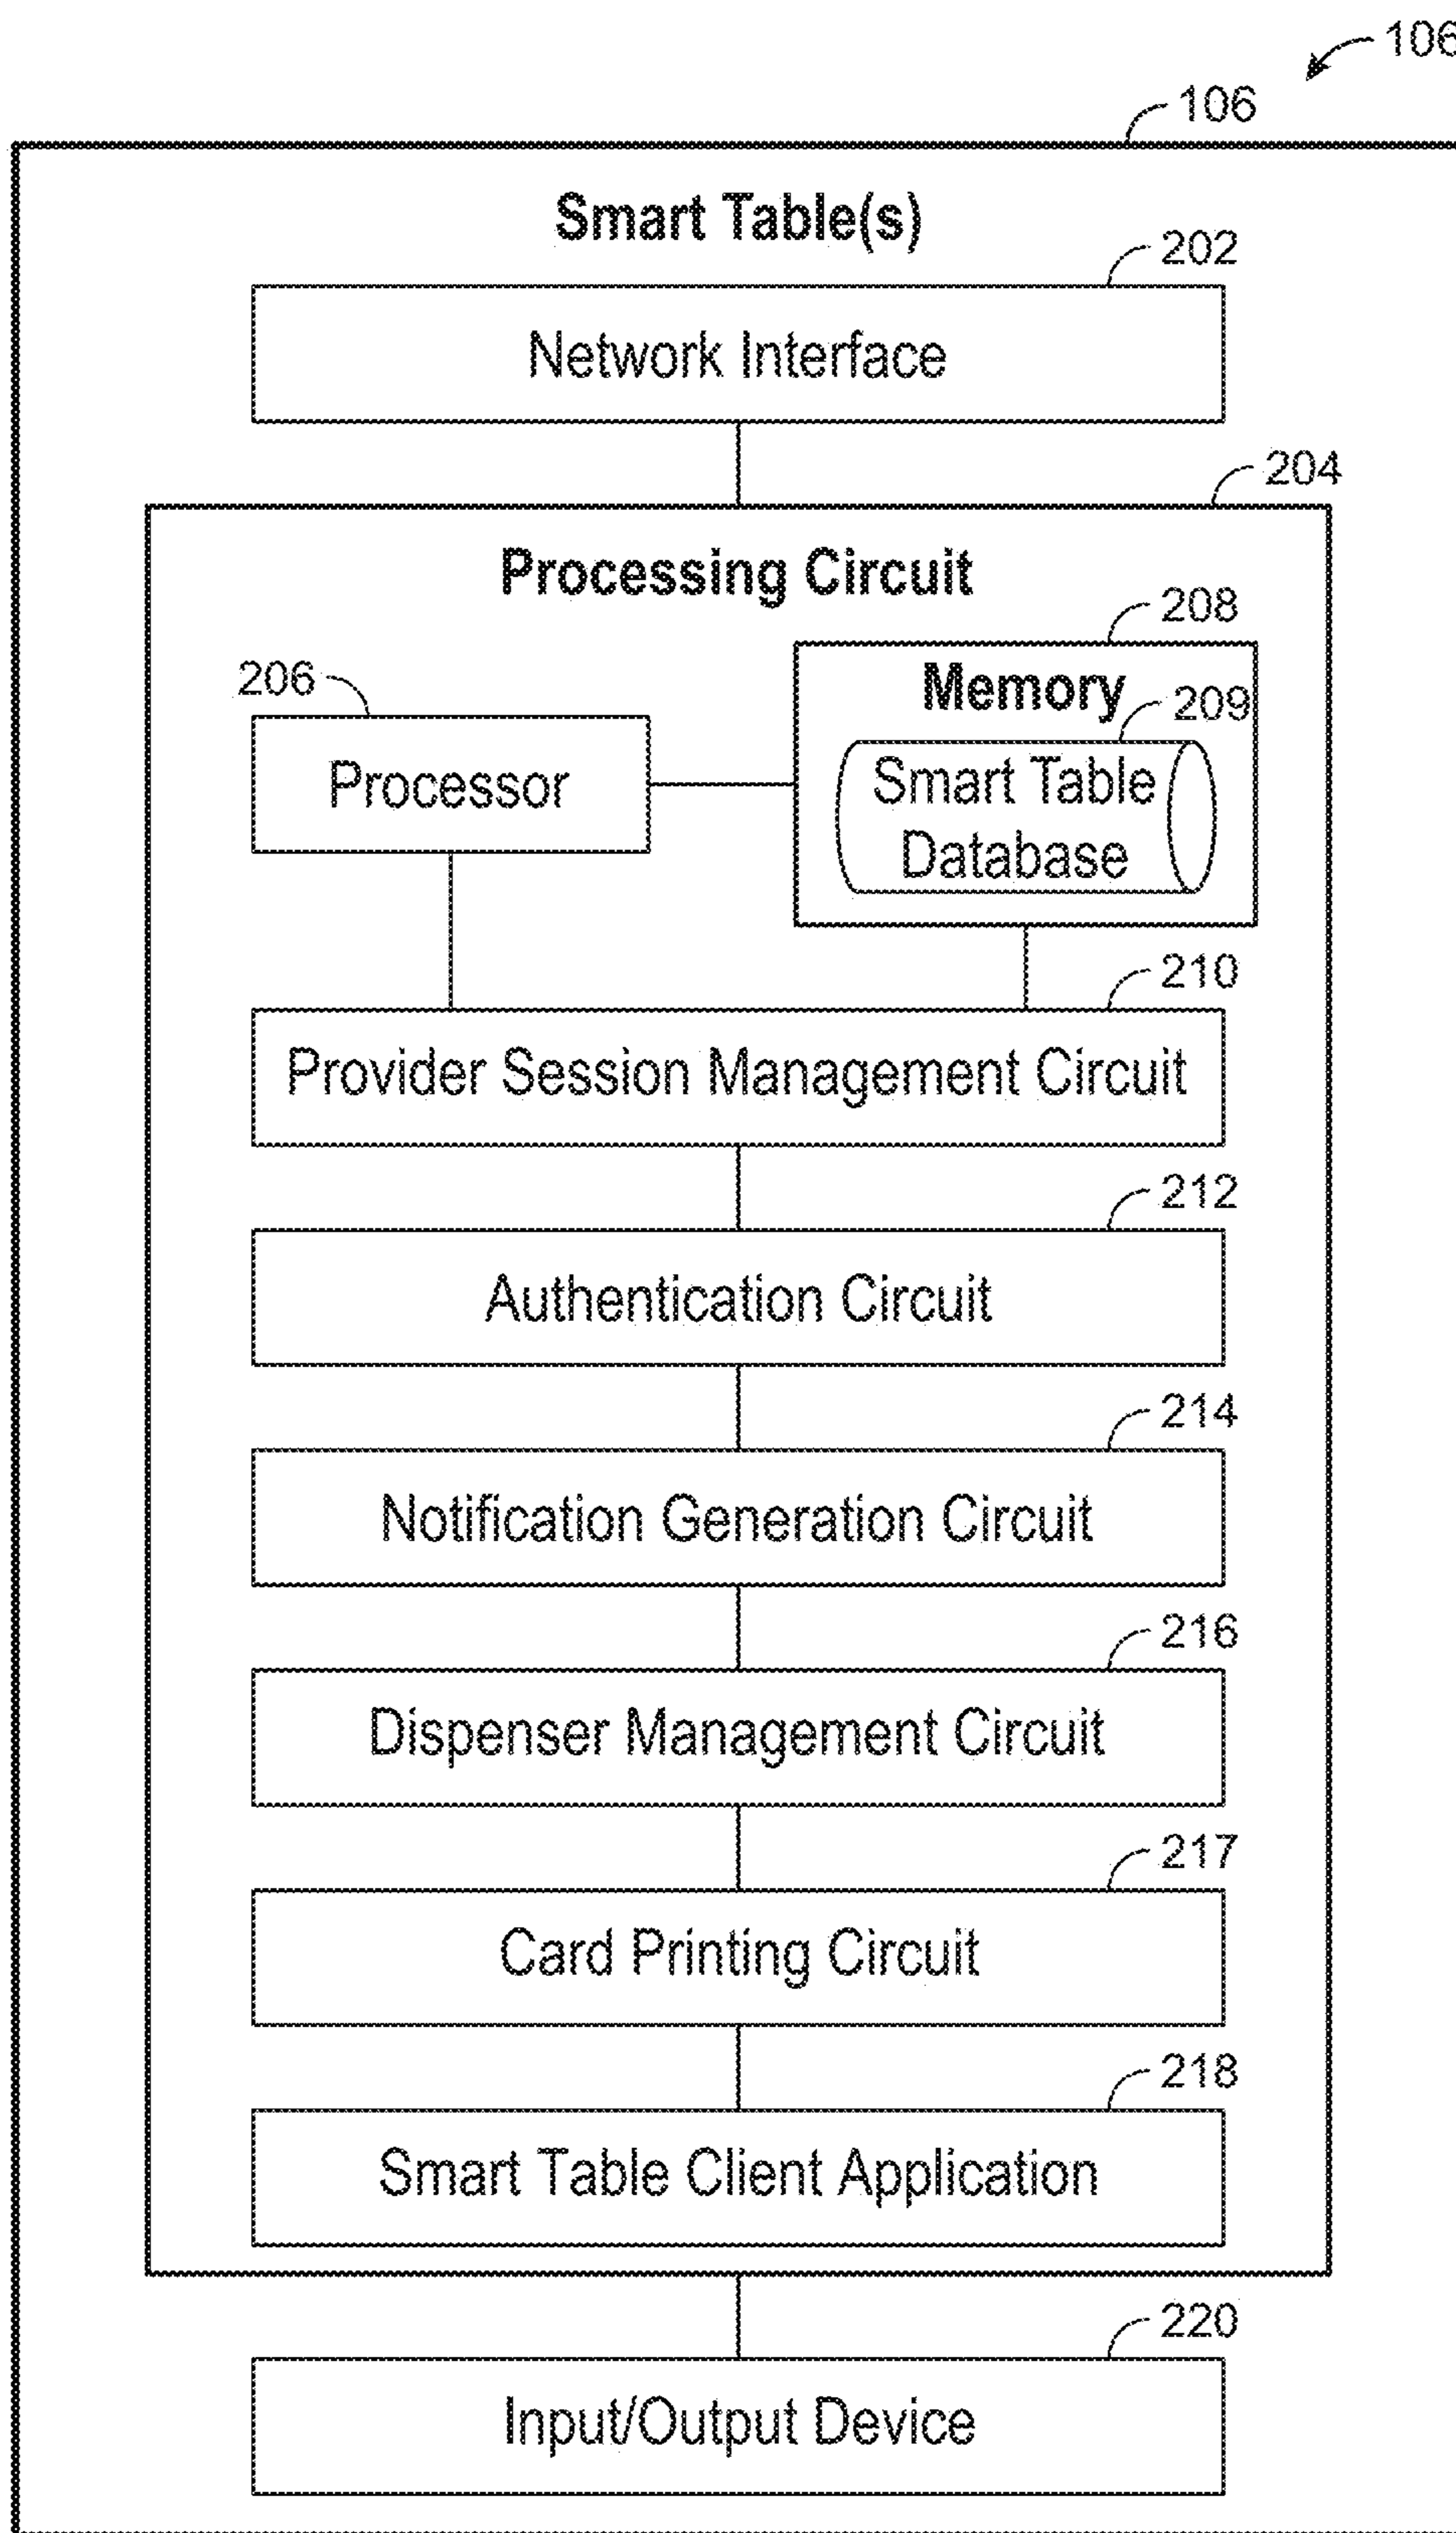 106
106
Smart Table(s)
202
Network Interface
204
Processing Circuit
208
Memory
206
209
Processor
Smart Table
Database
210
Provider Session Management Circuit
212
Authentication Circuit
214
Notification Generation Circuit
216
Dispenser Management Circuit
217
Card Printing Circuit
218
Smart Table Client Application
220
Input/Output Device